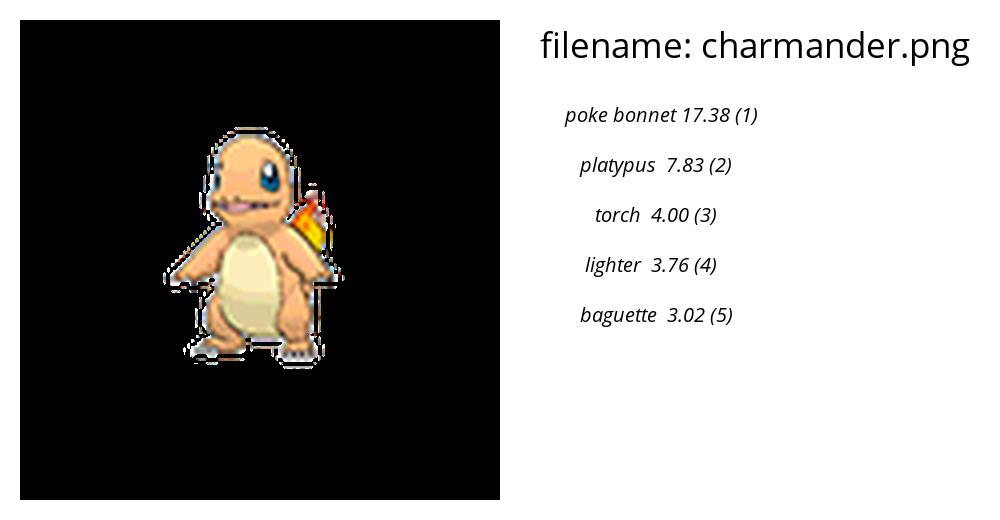 filename: charmander.png
poke bonnet 17.38 (1)
platypus 7.83 (2)
torch 4.00 (3)
lighter 3.76 (4)
baguette 3.02 (5)